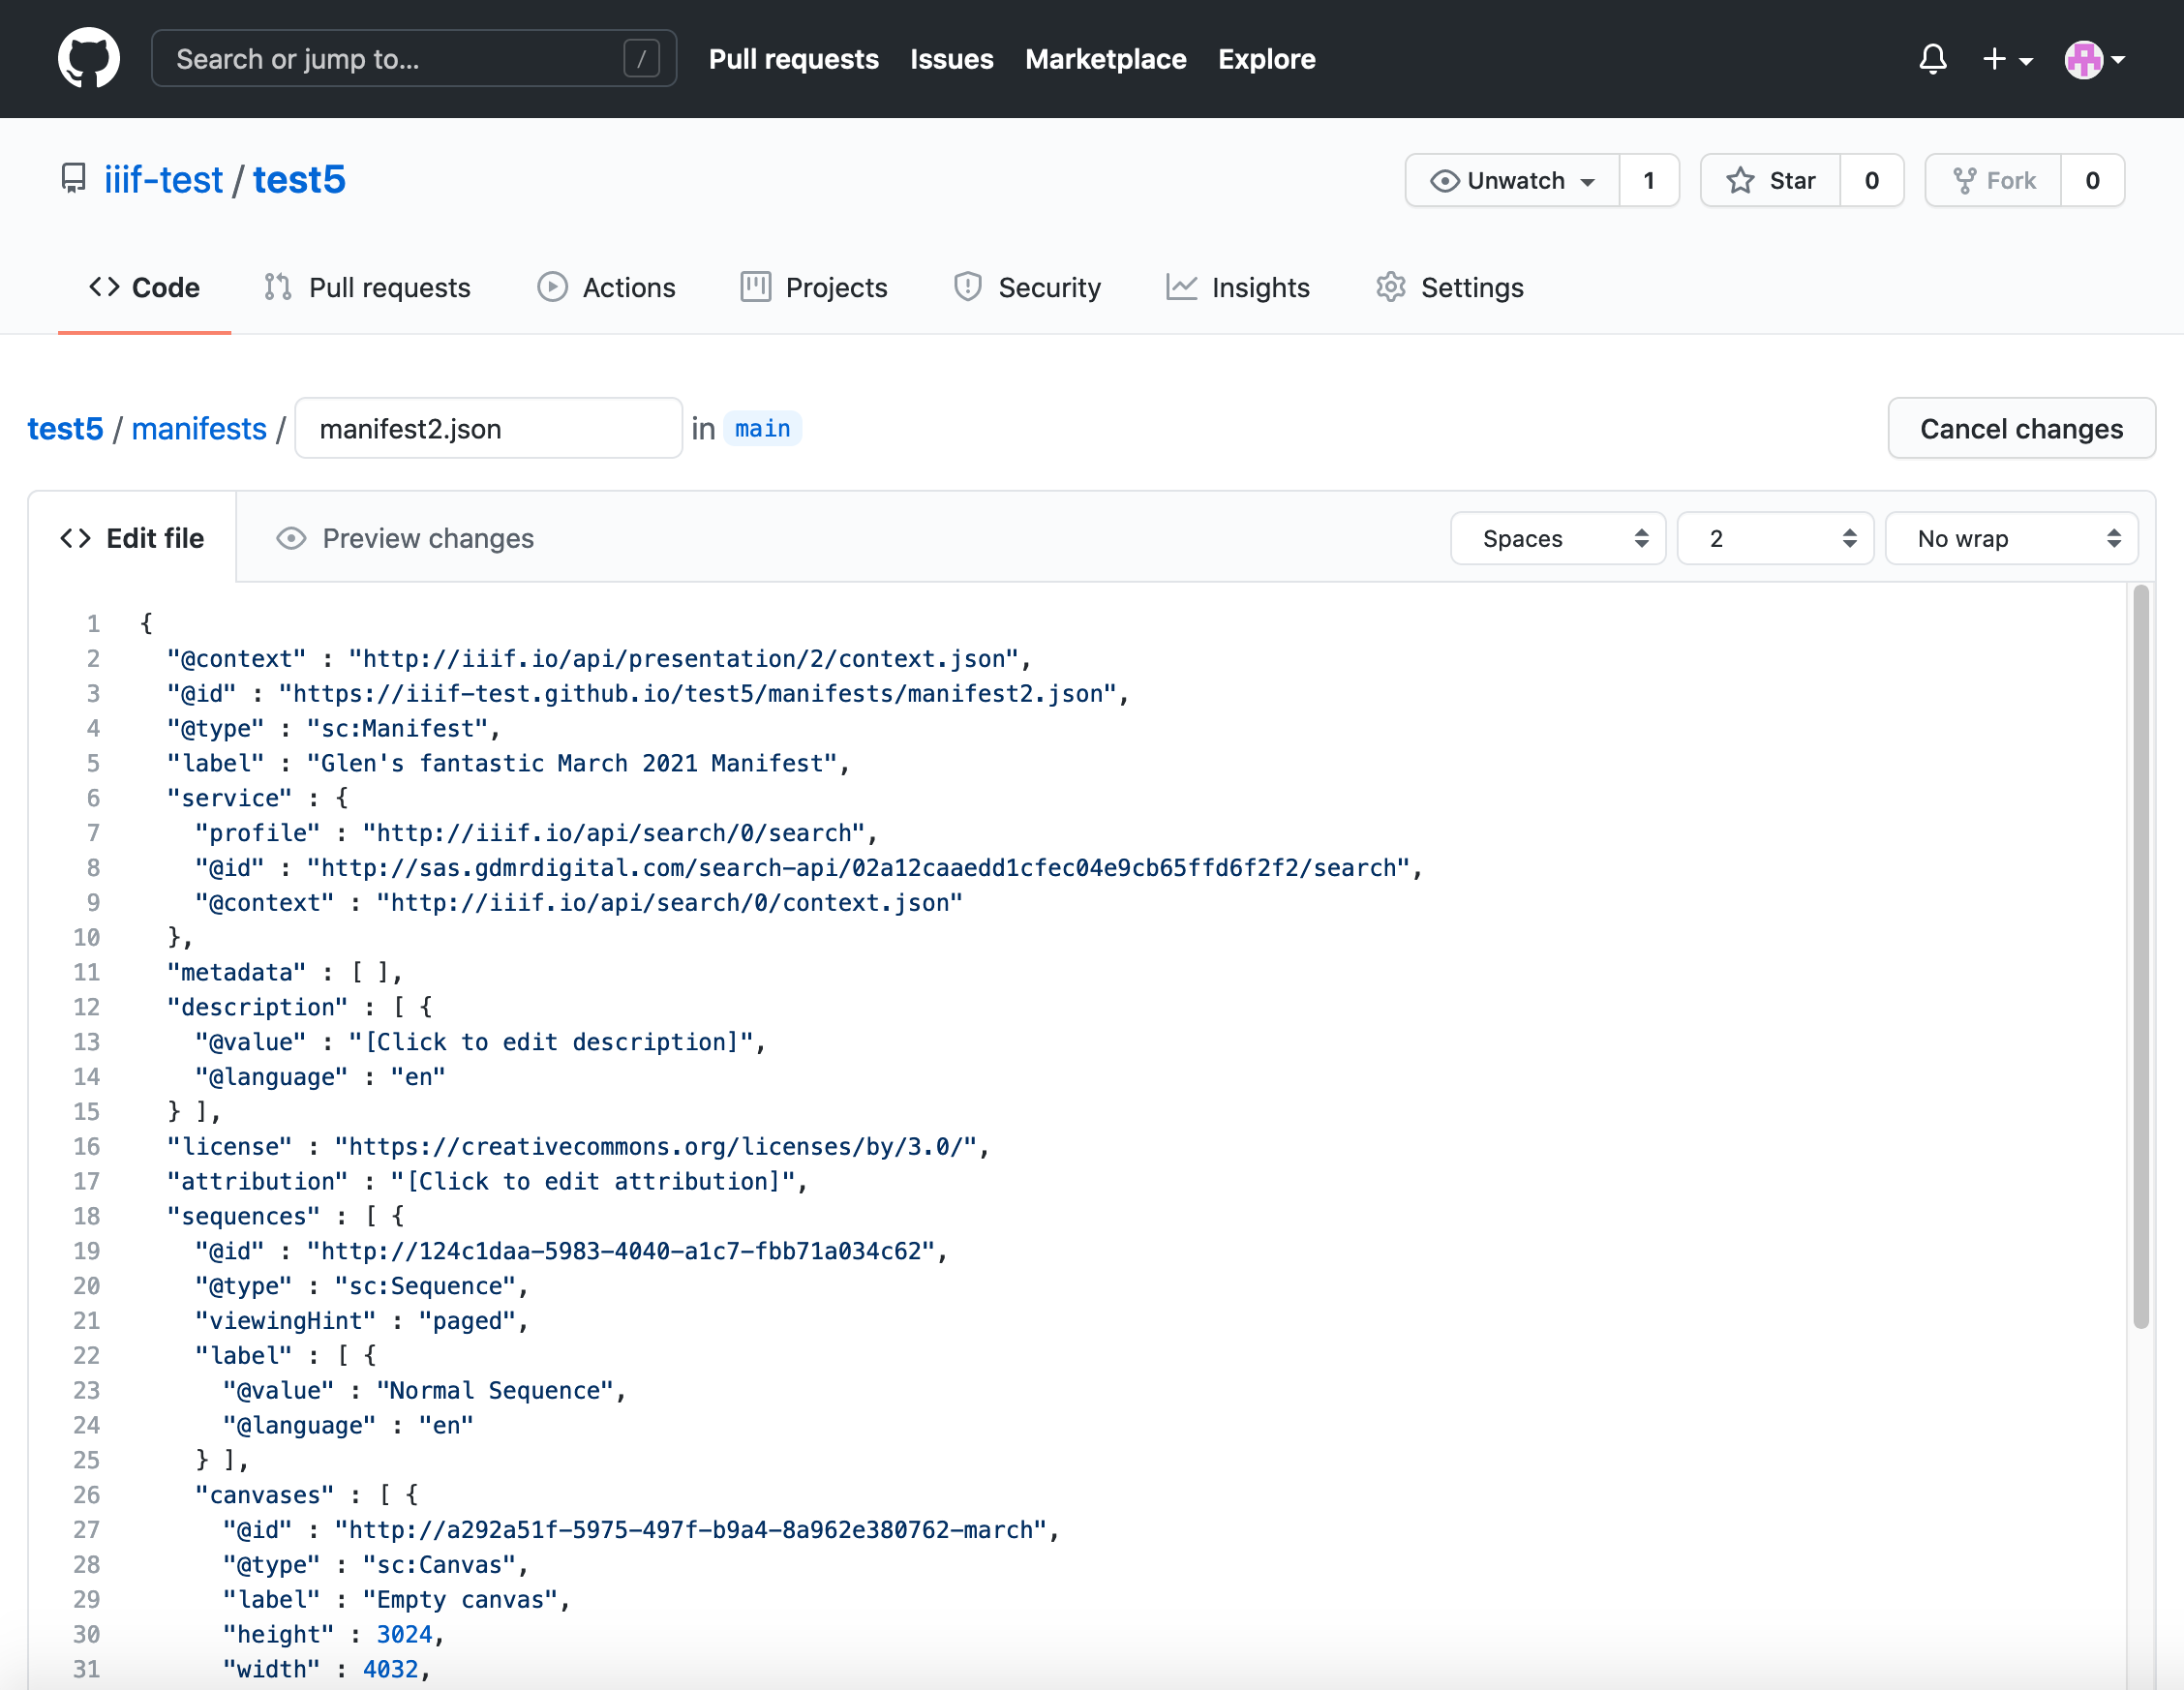 Search or jump to... / Pull requests Issues Marketplace Explore
iiif-test / test5 Unwatch 1 Star 0 Fork 0
Code Pull requests Actions Projects Security Insights Settings
test5 / manifests / manifest2.json in main Cancel changes
Edit file Preview changes Spaces 2 No wrap
1 {
2 "@context" : "http://iiif.io/api/presentation/2/context.json",
3 "@id" : "https://iiif-test.github.io/test5/manifests/manifest2.json",
4 "@type" : "sc:Manifest",
5 "label" : "Glen's fantastic March 2021 Manifest",
6 "service" : {
7 "profile" : "http://iiif.io/api/search/0/search",
8 "@id" : "http://sas.gdmrdigital.com/search-api/02a12caaedd1cfec04e9cb65ffd6f2f2/search",
9 "@context" : "http://iiif.io/api/search/0/context.json"
10 },
11 "metadata" : [ ],
12 "description" : [ {
13 "@value" : "[Click to edit description]",
14 "@language" : "en"
15 } ],
16 "license" : "https://creativecommons.org/licenses/by/3.0/",
17 "attribution" : "[Click to edit attribution]",
18 "sequences" : [ {
19 "@id" : "http://124c1daa-5983-4040-a1c7-fbb71a034c62",
20 "@type" : "sc:Sequence",
21 "viewingHint" : "paged",
22 "label" : [ {
23 "@value" : "Normal Sequence",
24 "@language" : "en"
25 } ],
26 "canvases" : [ {
27 "@id" : "http://a292a51f-5975-497f-b9a4-8a962e380762-march",
28 "@type" : "sc:Canvas",
29 "label" : "Empty canvas",
30 "height" : 3024,
31 "width" : 4032,